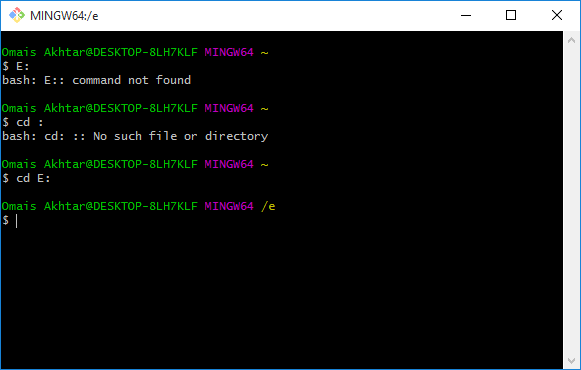 MINGW64:/e
Omais Akhtar@DESKTOP-8LH7KLF MINGW64 ~
$ E:
bash: E:: command not found
Omais Akhtar@DESKTOP-8LH7KLF MINGW64 ~
$ cd :
bash: cd: :: No such file or directory
Omais Akhtar@DESKTOP-8LH7KLF MINGW64 ~
$ cd E:
Omais Akhtar@DESKTOP-8LH7KLF MINGW64 /e
$